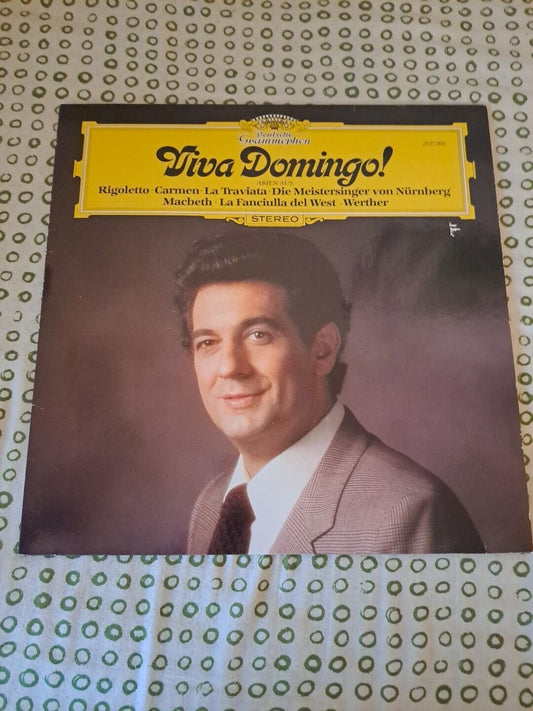 Deutsche
Grammophon
Viva Domingo!
ARIEN AUS
Rigoletto · Carmen · La Traviata · Die Meistersinger von Nürnberg
Macbeth · La Fanciulla del West · Werther
STEREO